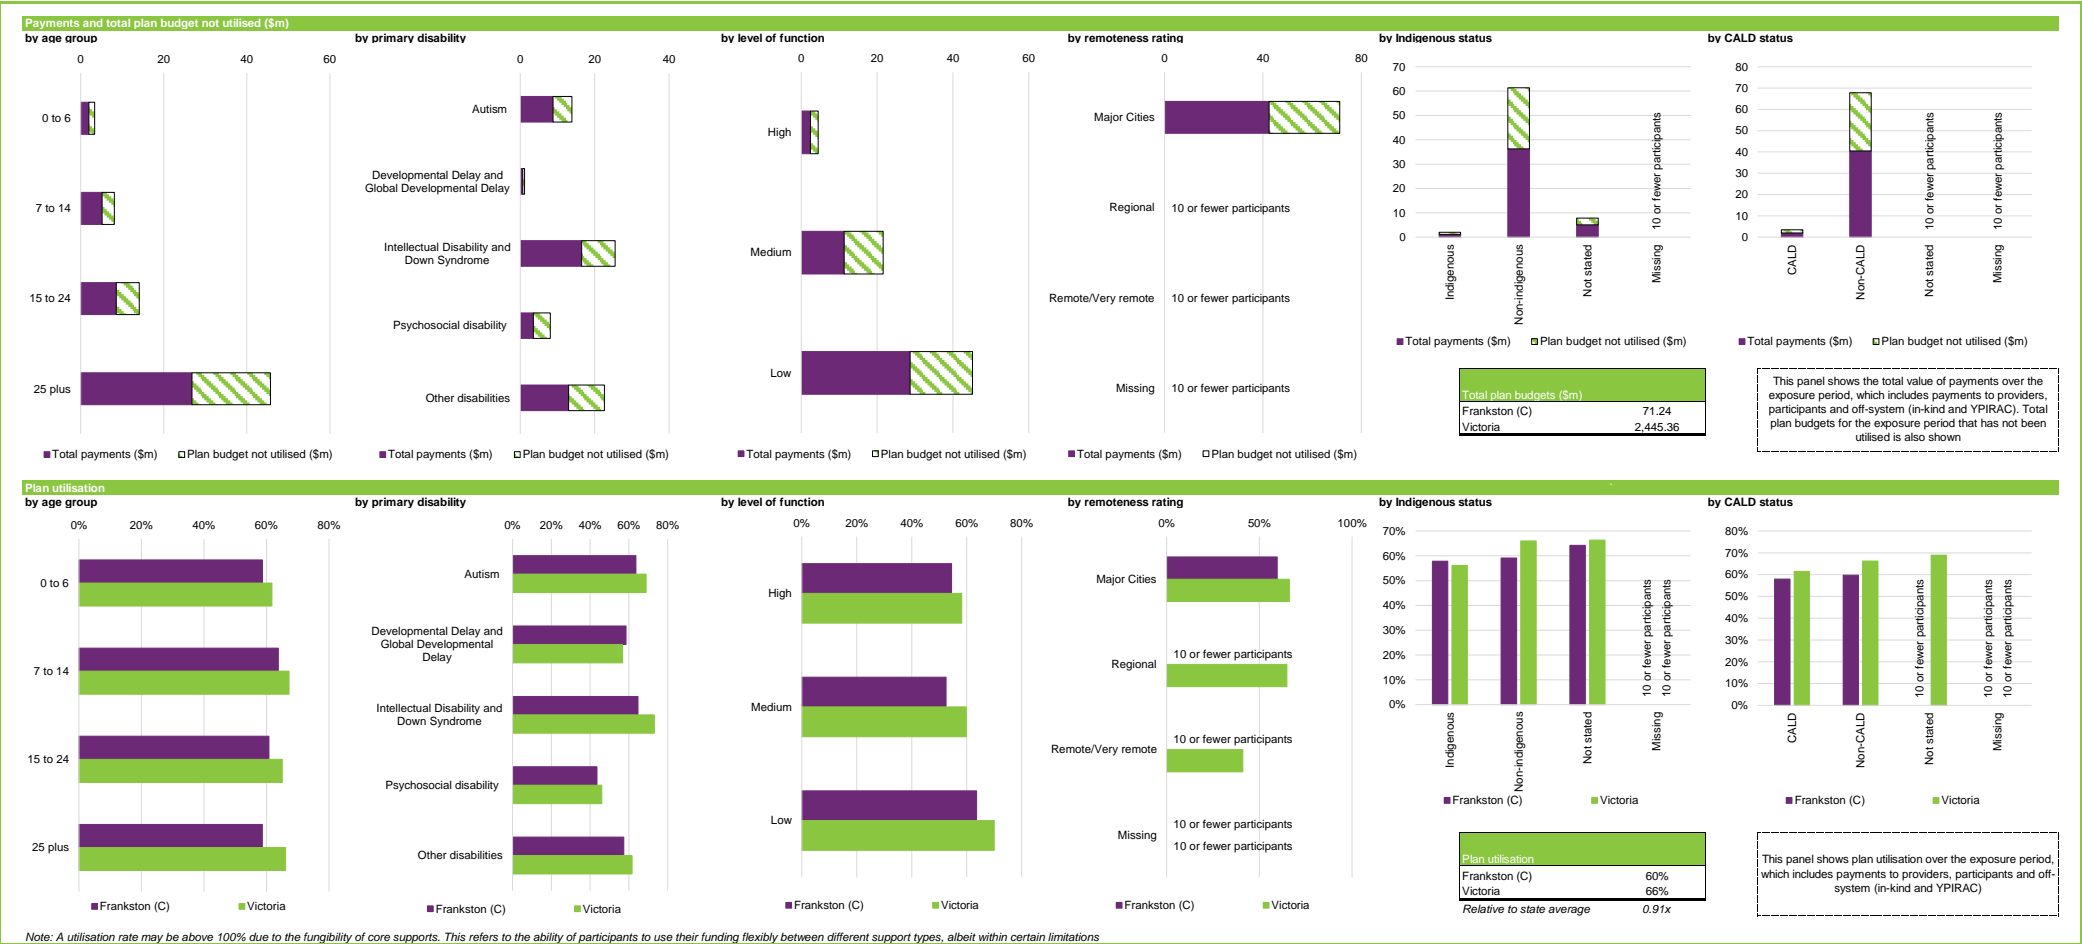 Payments and total plan budget not utilised ($m)
by age group
0
20
40
60
0 to 6
7 to 14
15 to 24
25 plus
Total payments ($m)
Plan budget not utilised ($m)
by primary disability
0
20
40
Autism
Developmental Delay and
Global Developmental Delay
Intellectual Disability and
Down Syndrome
Psychosocial disability
Other disabilities
Total payments ($m)
Plan budget not utilised ($m)
by level of function
0
20
40
60
High
Medium
Low
Total payments ($m)
Plan budget not utilised ($m)
by remoteness rating
0
40
80
Major Cities
Regional
10 or fewer participants
Remote/Very remote
10 or fewer participants
Missing
10 or fewer participants
Total payments ($m)
Plan budget not utilised ($m)
by Indigenous status
70
60
50
40
30
20
10
0
10 or fewer participants
Indigenous
Non-indigenous
Not stated
Missing
Total payments ($m)
Plan budget not utilised ($m)
Total plan budgets ($m)
Frankston (C) 71.24
Victoria 2,445.36
by CALD status
80
70
60
50
40
30
20
10
0
10 or fewer participants
10 or fewer participants
CALD
Non-CALD
Not stated
Missing
Total payments ($m)
Plan budget not utilised ($m)
This panel shows the total value of payments over the
exposure period, which includes payments to providers,
participants and off-system (in-kind and YPIRAC). Total
plan budgets for the exposure period that has not been
utilised is also shown
Plan utilisation
by age group
0%
20%
40%
60%
80%
0 to 6
7 to 14
15 to 24
25 plus
Frankston (C)
Victoria
by primary disability
0%
20%
40%
60%
80%
Autism
Developmental Delay and
Global Developmental
Delay
Intellectual Disability and
Down Syndrome
Psychosocial disability
Other disabilities
Frankston (C)
Victoria
by level of function
0%
20%
40%
60%
80%
High
Medium
Low
Frankston (C)
Victoria
by remoteness rating
0%
50%
100%
Major Cities
Regional
10 or fewer participants
Remote/Very remote
10 or fewer participants
Missing
10 or fewer participants
10 or fewer participants
Frankston (C)
Victoria
by Indigenous status
70%
60%
50%
40%
30%
20%
10%
0%
10 or fewer participants
10 or fewer participants
Indigenous
Non-indigenous
Not stated
Missing
Frankston (C)
Victoria
Plan utilisation
Frankston (C) 60%
Victoria 66%
Relative to state average 0.91x
by CALD status
80%
70%
60%
50%
40%
30%
20%
10%
0%
10 or fewer participants
10 or fewer participants
10 or fewer participants
CALD
Non-CALD
Not stated
Missing
Frankston (C)
Victoria
This panel shows plan utilisation over the exposure period,
which includes payments to providers, participants and off-
system (in-kind and YPIRAC)
Note: A utilisation rate may be above 100% due to the fungibility of core supports. This refers to the ability of participants to use their funding flexibly between different support types, albeit within certain limitations